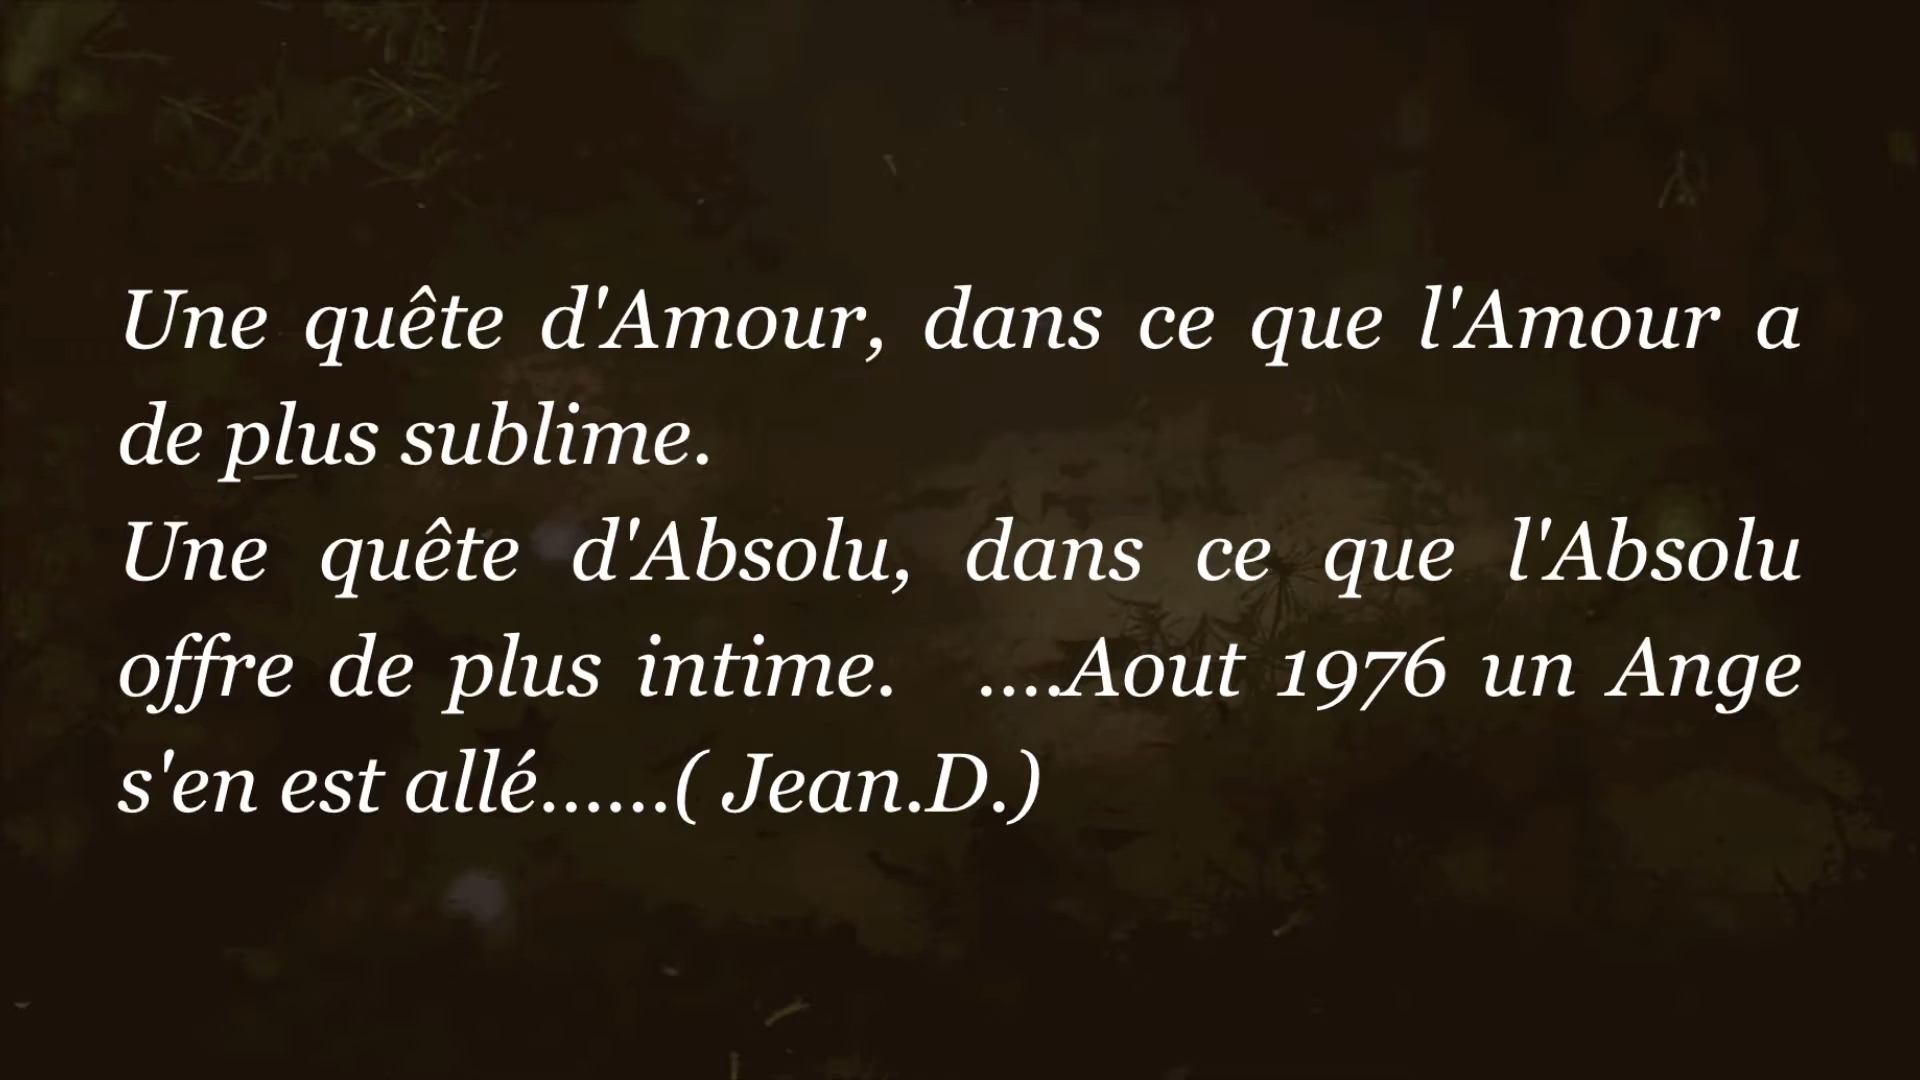 Une quête d'Amour, dans ce que l'Amour a
de plus sublime.
Une quête d'Absolu, dans ce que l'Absolu
offre de plus intime. ....Aout 1976 un Ange
s'en est allé......( Jean.D.)